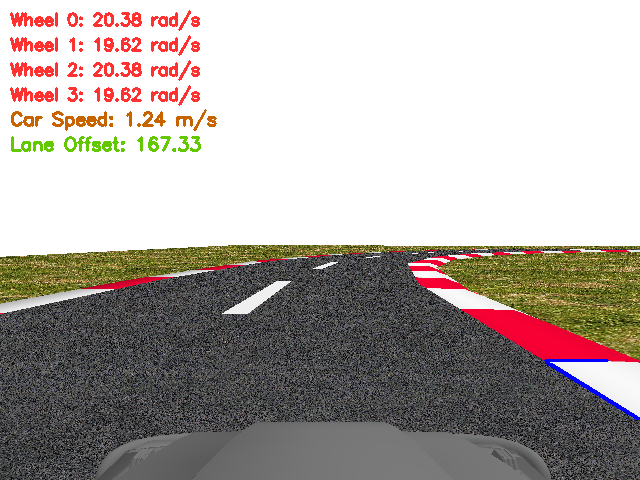 Wheel 0: 20.38 rad/s
Wheel 1: 19.62 rad/s
Wheel 2: 20.38 rad/s
Wheel 3: 19.62 rad/s
Car Speed: 1.24 m/s
Lane Offset: 167.33